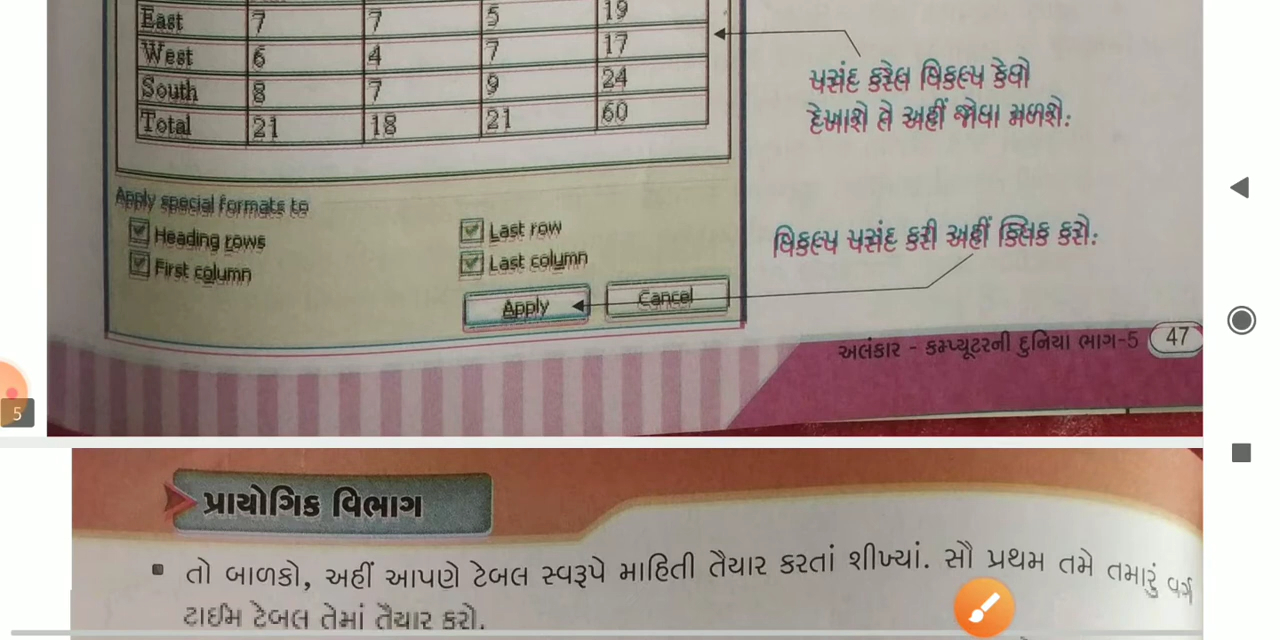 East 7 7 5 19
West 6 4 7 17
South 8 7 9 24
Total 21 18 21 60
પસંદ કરેલ વિકલ્પ કેવો
દેખાશે તે અહીં જોવા મળશે.
Apply special formats to
Heading rows Last row
First column Last column
વિકલ્પ પસંદ કરી અહીં ક્લિક કરો.
Apply Cancel
અલંકાર - કમ્પ્યૂટરની દુનિયા ભાગ-5 47
5
પ્રાયોગિક વિભાગ
તો બાળકો, અહીં આપણે ટેબલ સ્વરૂપે માહિતી તૈયાર કરતાં શીખ્યાં. સૌ પ્રથમ તમે તમારું વર્ગ
ટાઈમ ટેબલ તેમાં તૈયાર કરો.